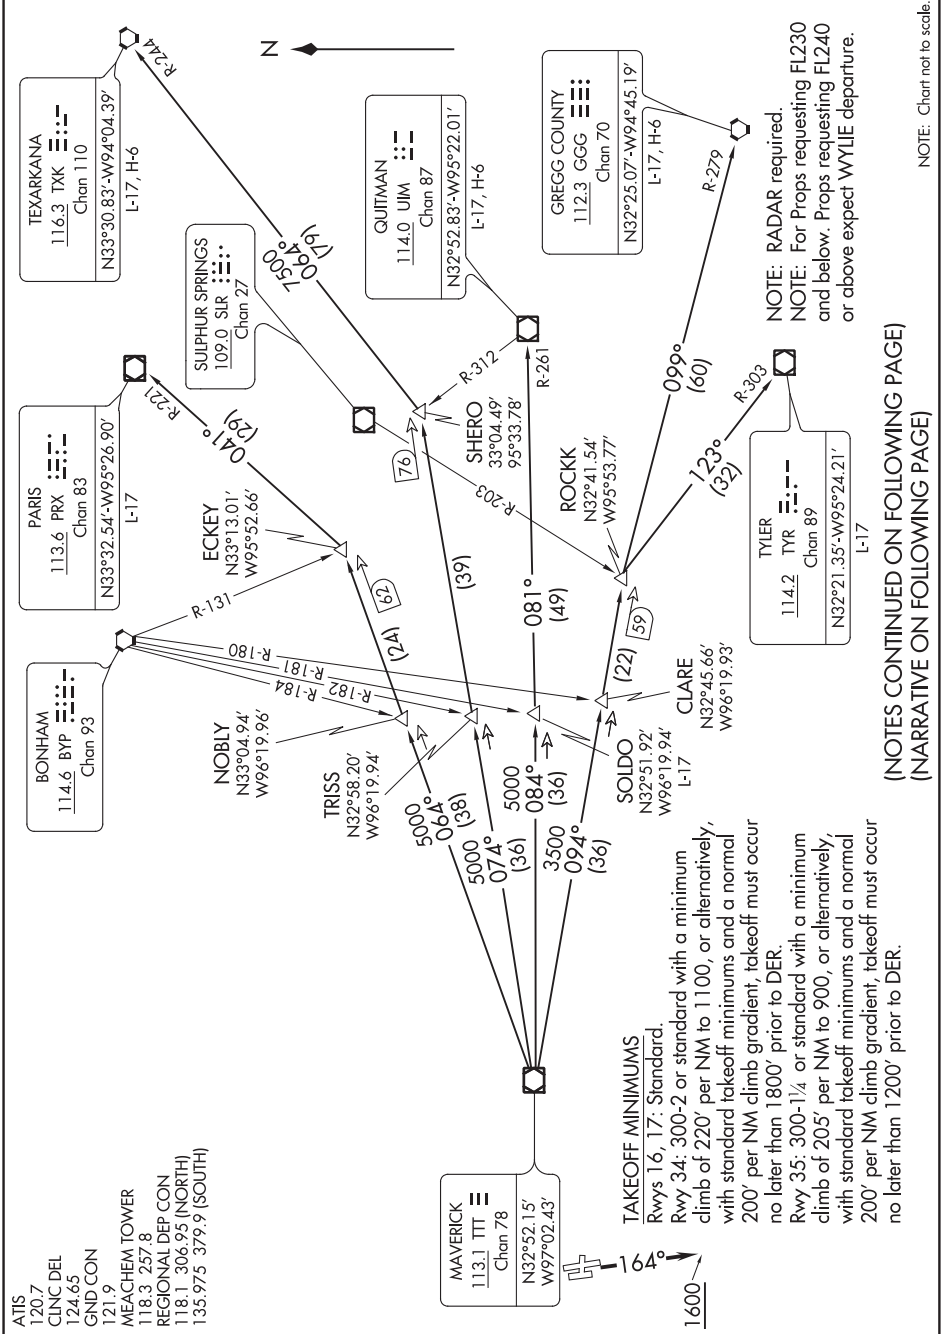 ATIS
120.7
CLNC DEL
124.65
GND CON
121.9
MEACHEM TOWER
118.3 257.8
REGIONAL DEP CON
118.1 306.95 (NORTH)
135.975 379.9 (SOUTH)
BONHAM
114.6 BYP
Chan 93
PARIS
113.6 PRX
Chan 83
N33°32.54'-W95°26.90'
L-17
TEXARKANA
116.3 TXK
Chan 110
N33°30.83'-W94°04.39'
L-17, H-6
SULPHUR SPRINGS
109.0 SLR
Chan 27
QUITMAN
114.0 UIM
Chan 87
N32°52.83'-W95°22.01'
L-17, H-6
GREGG COUNTY
112.3 GGG
Chan 70
N32°25.07'-W94°45.19'
L-17, H-6
TYLER
114.2 TYR
Chan 89
N32°21.35'-W95°24.21'
L-17
MAVERICK
113.1 TTT
Chan 78
N32°52.15'
W97°02.43'
164°
1600
N
NOBLY
N33°04.94'
W96°19.96'
TRISS
N32°58.20'
W96°19.94'
SOLDO
N32°51.92'
W96°19.94'
L-17
CLARE
N32°45.66'
W96°19.93'
ECKEY
N33°13.01'
W95°52.66'
SHERO
33°04.49'
95°33.78'
ROCKK
N32°41.54'
W95°53.77'
5000
064°
(38)
5000
074°
(36)
5000
084°
(36)
3500
094°
(36)
R-184
R-182
R-181
R-180
R-131
(24)
62
041°
(29)
R-221
(39)
76
7500
064°
(79)
R-244
R-312
081°
(49)
R-261
R-203
(22)
59
099°
(60)
R-279
123°
(32)
R-303
TAKEOFF MINIMUMS
Rwys 16, 17: Standard.
Rwy 34: 300-2 or standard with a minimum
climb of 220' per NM to 1100, or alternatively,
with standard takeoff minimums and a normal
200' per NM climb gradient, takeoff must occur
no later than 1800' prior to DER.
Rwy 35: 300-1¼ or standard with a minimum
climb of 205' per NM to 900, or alternatively,
with standard takeoff minimums and a normal
200' per NM climb gradient, takeoff must occur
no later than 1200' prior to DER.
NOTE: RADAR required.
NOTE: For Props requesting FL230
and below. Props requesting FL240
or above expect WYLIE departure.
(NOTES CONTINUED ON FOLLOWING PAGE)
(NARRATIVE ON FOLLOWING PAGE)
NOTE: Chart not to scale.